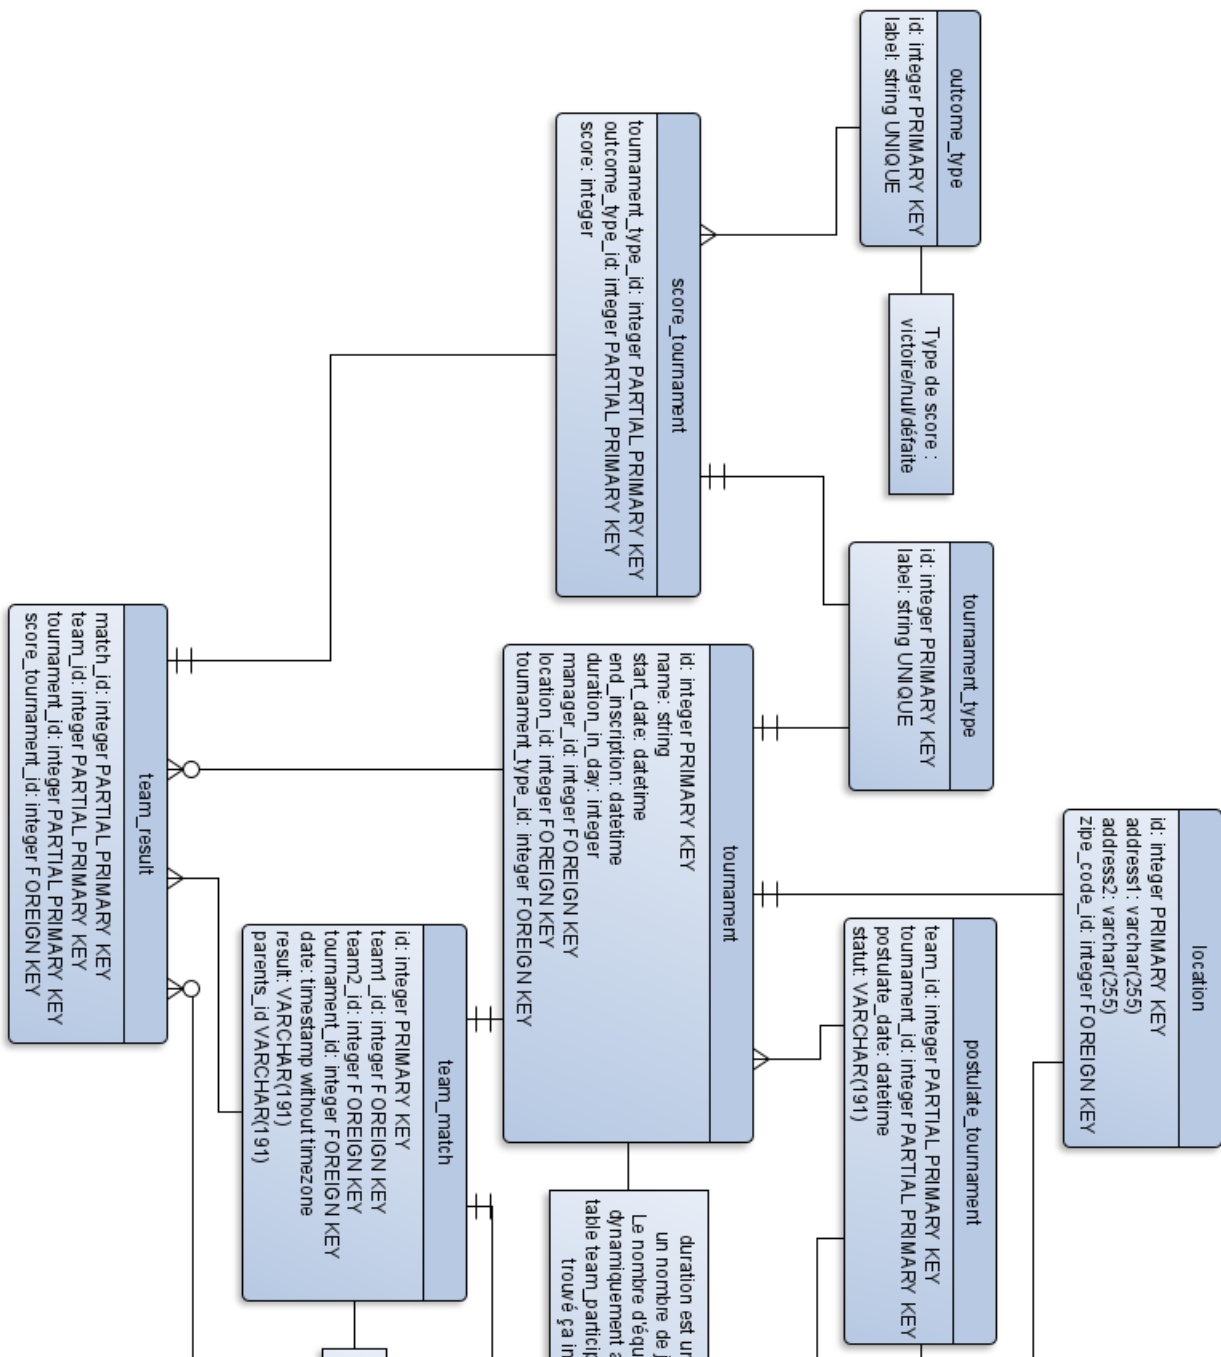 outcome_type
id: integer PRIMARY KEY
label: string UNIQUE
Type de score :
victoire/nul/défaite
score_tournament
tournament_type_id: integer PARTIAL PRIMARY KEY
outcome_type_id: integer PARTIAL PRIMARY KEY
score: integer
tournament_type
id: integer PRIMARY KEY
label: string UNIQUE
location
id: integer PRIMARY KEY
address1: varchar(255)
address2: varchar(255)
zipe_code_id: integer FOREIGN KEY
tournament
id: integer PRIMARY KEY
name: string
start_date: datetime
end_inscription: datetime
duration_in_day: integer
manager_id: integer FOREIGN KEY
location_id: integer FOREIGN KEY
tournament_type_id: integer FOREIGN KEY
team_result
match_id: integer PARTIAL PRIMARY KEY
team_id: integer PARTIAL PRIMARY KEY
tournament_id: integer PARTIAL PRIMARY KEY
score_tournament_id: integer FOREIGN KEY
postulate_tournament
team_id: integer PARTIAL PRIMARY KEY
tournament_id: integer PARTIAL PRIMARY KEY
postulate_date: datetime
statut: VARCHAR(191)
team_match
id: integer PRIMARY KEY
team1_id: integer FOREIGN KEY
team2_id: integer FOREIGN KEY
tournament_id: integer FOREIGN KEY
date: timestamp without timezone
result: VARCHAR(191)
parents_id VARCHAR(191)
duration est
un nombre de
Le nombre
dynamiquement
table
trouvé ça